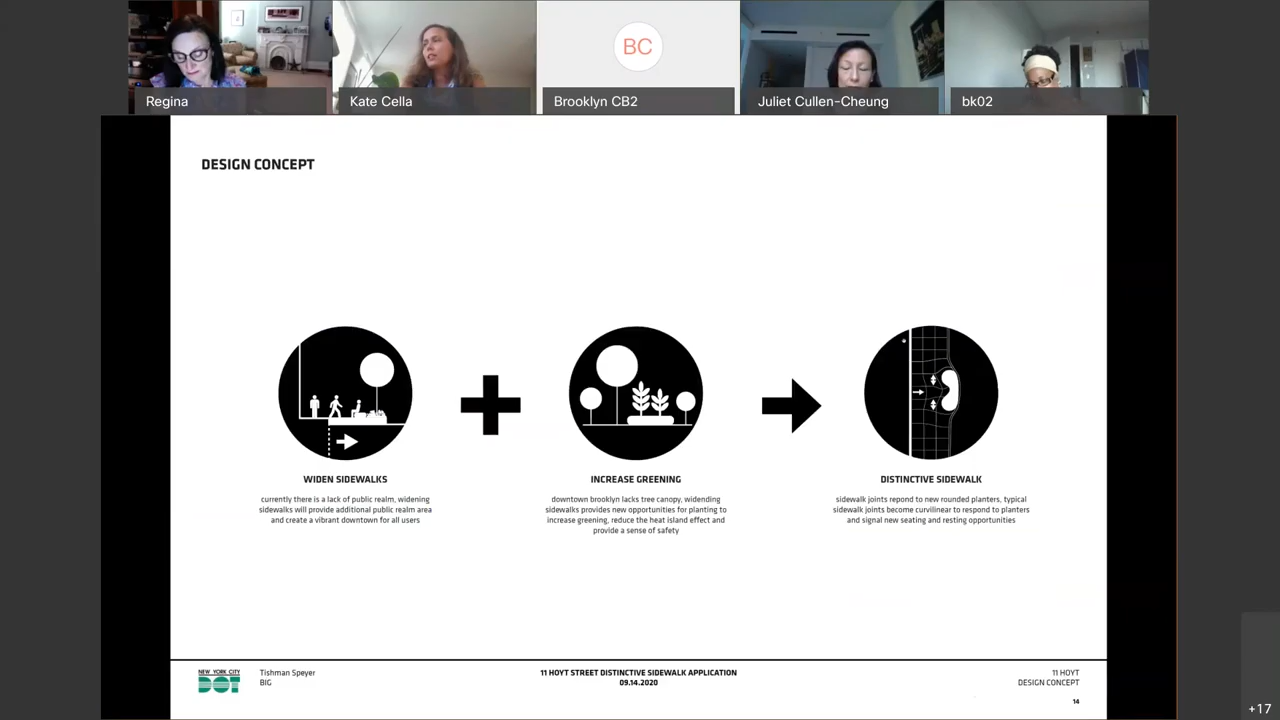 BC
Regina
Kate Cella
Brooklyn CB2
Juliet Cullen-Cheung
bk02
DESIGN CONCEPT
WIDEN SIDEWALKS
currently there is a lack of public realm, widening
sidewalks will provide additional public realm area
and create a vibrant downtown for all users
INCREASE GREENING
downtown brooklyn lacks tree canopy, widending
sidewalks provides new opportunities for planting to
increase greening, reduce the heat island effect and
provide a sense of safety
DISTINCTIVE SIDEWALK
sidewalk joints repond to new rounded planters, typical
sidewalk joints become curvilinear to respond to planters
and signal new seating and resting opportunities
NEW YORK CITY
DOT
Tishman Speyer
BIG
11 HOYT STREET DISTINCTIVE SIDEWALK APPLICATION
09.14.2020
11 HOYT
DESIGN CONCEPT
14
+17